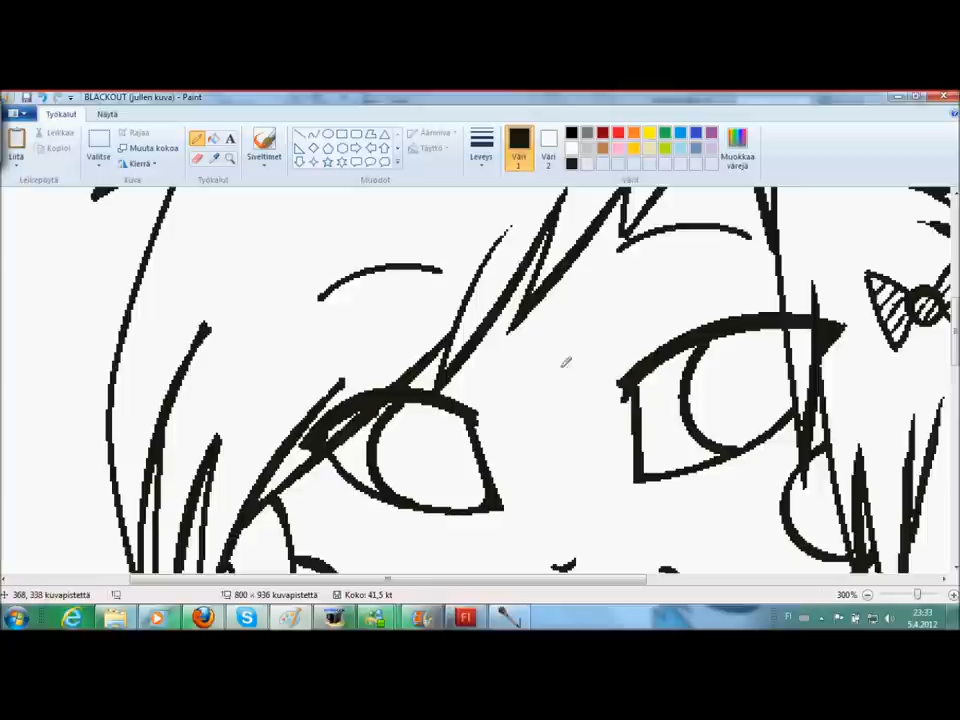 BLACKOUT (jullen kuva) - Paint
Työkalut
Näytä
Liitä
Leikkaa
Kopioi
Leikepöytä
Valitse
Rajaa
Muuta kokoa
Kierrä
Kuva
A
Työkalut
Siveltimet
Muodot
Ääriviiva
Täyttö
Leveys
Väri
1
Väri
2
Muokkaa
värejä
Värit
368, 338 kuvapistettä
800 × 936 kuvapistettä
Koko: 41,5 kt
300%
FI
23:33
5.4.2012